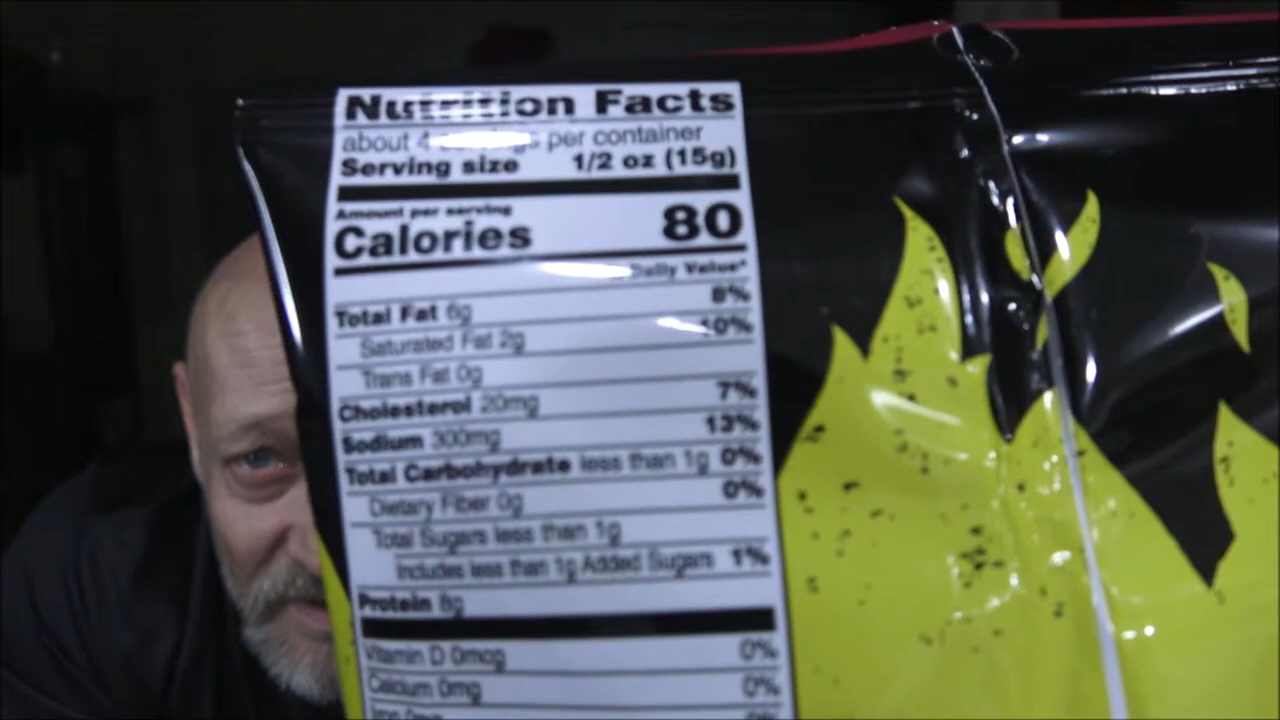 Nutrition Facts
about 4 per container
Serving size 1/2 oz (15g)
Amount per serving
Calories 80
Daily Value*
Total Fat 6g 8%
Saturated Fat 2g 10%
Trans Fat 0g
Cholesterol 20mg 7%
Sodium 300mg 13%
Total Carbohydrate less than 1g 0%
Dietary Fiber 0g 0%
Total Sugars less than 1g
Includes less than 1g Added Sugars 1%
Protein 8g
Vitamin D 0mcg 0%
Calcium 0mg 0%